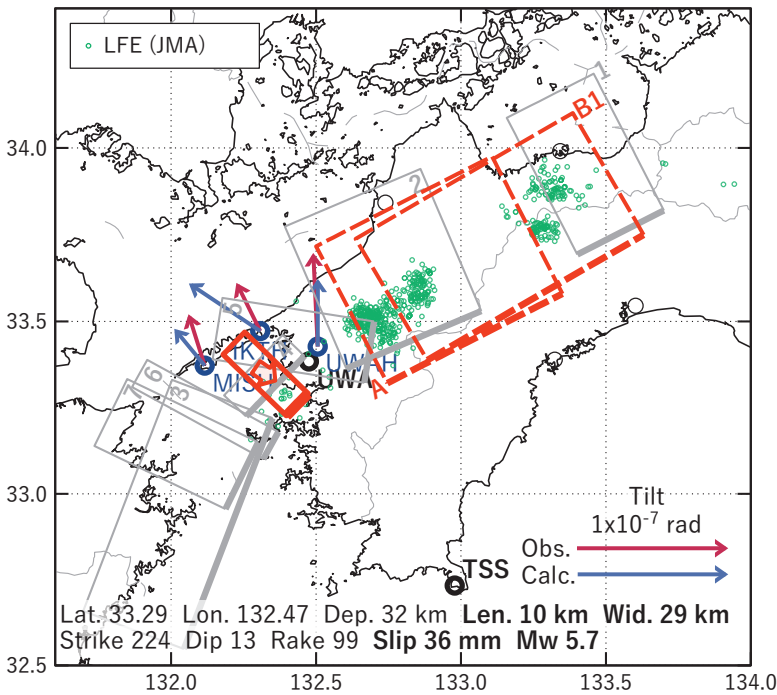 LFE (JMA)
1
B1
34.0
2
5
33.5
UWA
A
6
7
3
33.0
Tilt
1x10-7 rad
Obs.
Calc.
TSS
Lat. 33.29 Lon. 132.47 Dep. 32 km Len. 10 km Wid. 29 km
Strike 224 Dip 13 Rake 99 Slip 36 mm Mw 5.7
32.5
132.0 132.5 133.0 133.5 134.0